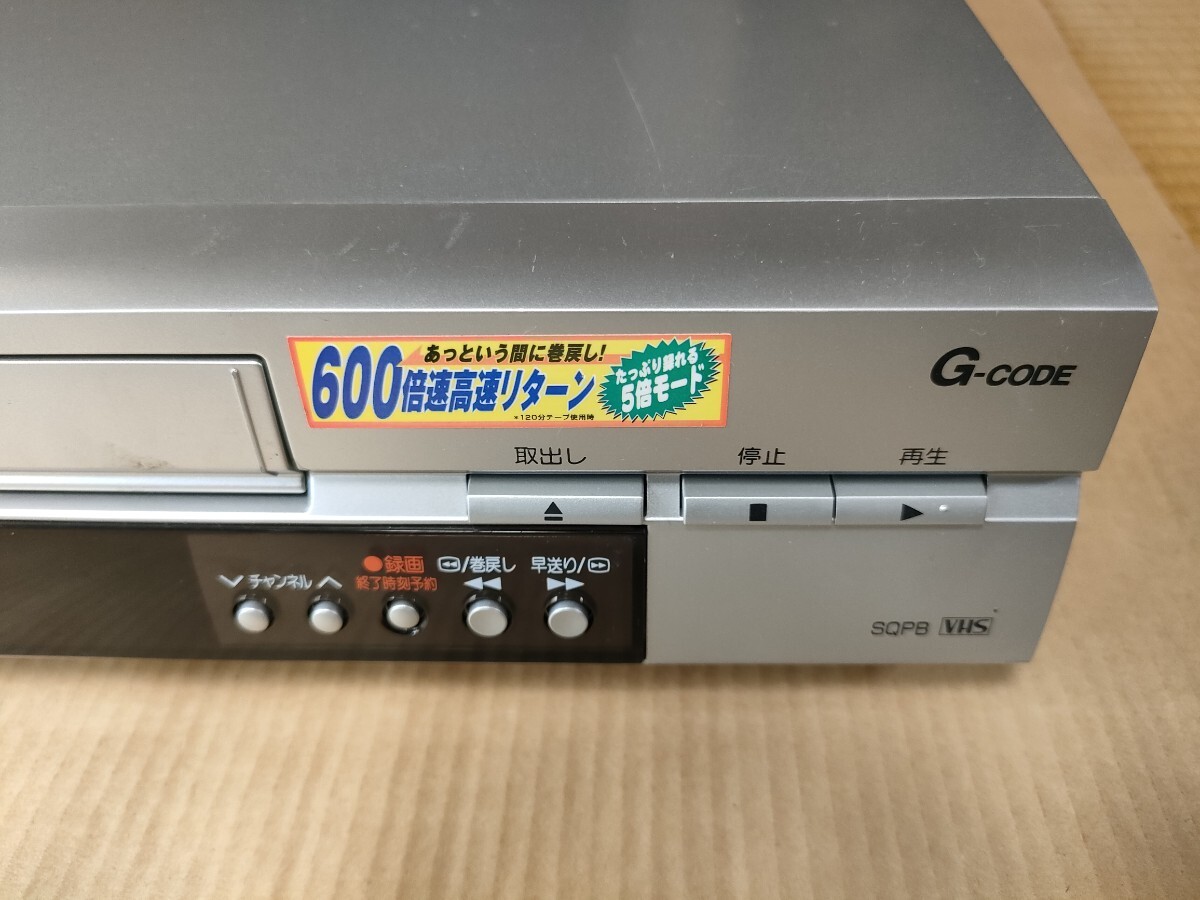 あっという間に巻戻し!
600倍速高速リターン
*120分テープ使用時
たっぷり録れる
5倍モード
G-CODE
取出し
停止
再生
チャンネル
●録画
終了時刻予約
/巻戻し
早送り/
SQPB VHS